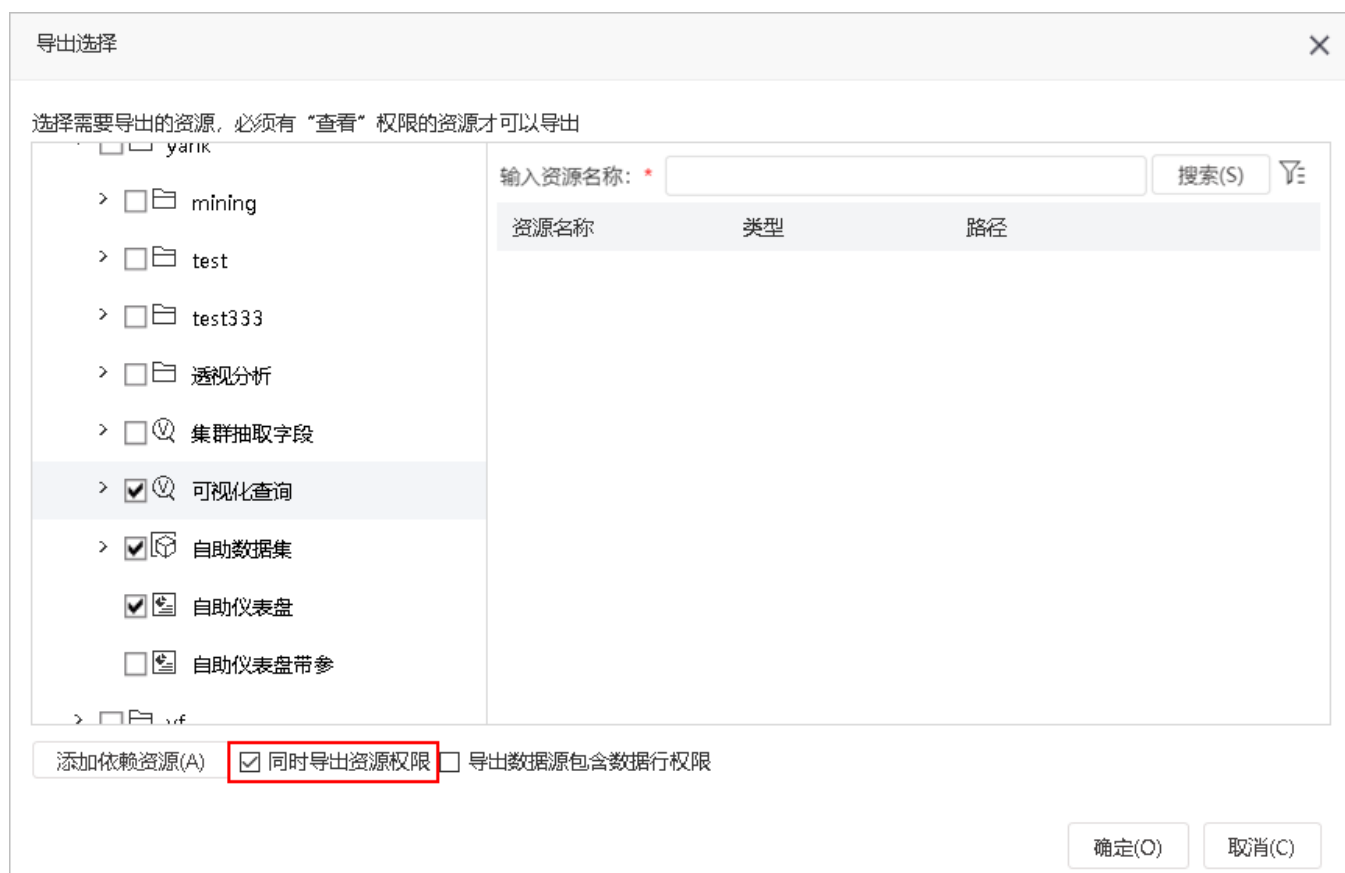 导出选择
选择需要导出的资源，必须有“查看”权限的资源才可以导出
yank
mining
test
test333
透视分析
集群抽取字段
可视化查询
自助数据集
自助仪表盘
自助仪表盘带参
输入资源名称：* 搜索(S)
资源名称 类型 路径
添加依赖资源(A) 同时导出资源权限 导出数据源包含数据行权限
确定(O) 取消(C)